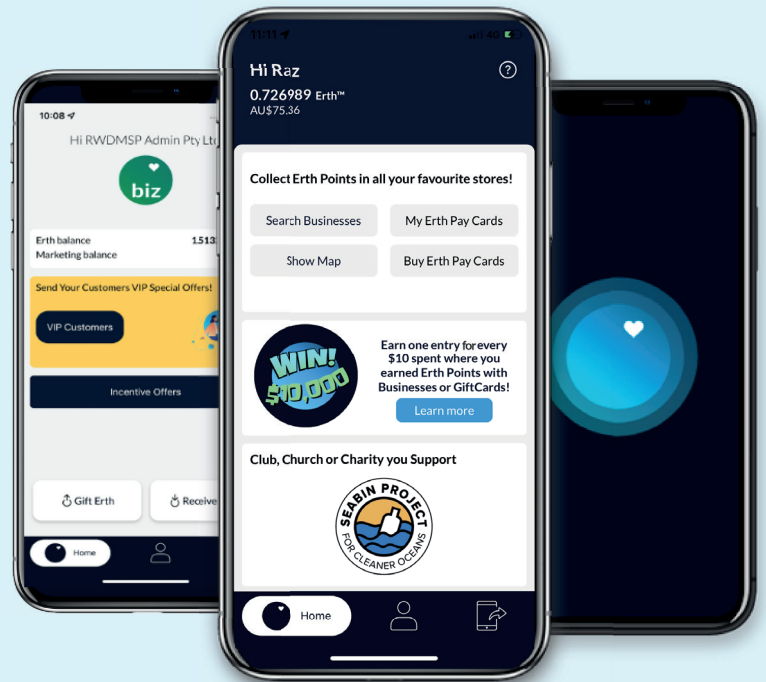 10:08
Hi RWDMSP Admin Pty Ltd
biz
Erth balance 1.513
Marketing balance
Send Your Customers VIP Special Offers!
VIP Customers
Incentive Offers
Gift Erth
Receive
Home
11:11
4G
Hi Raz
?
0.726989 Erth™
AU$75.36
Collect Erth Points in all your favourite stores!
Search Businesses
My Erth Pay Cards
Show Map
Buy Erth Pay Cards
WIN!
$10,000
Earn one entry for every
$10 spent where you
earned Erth Points with
Businesses or GiftCards!
Learn more
Club, Church or Charity you Support
SEABIN PROJECT
FOR CLEANER OCEANS
Home